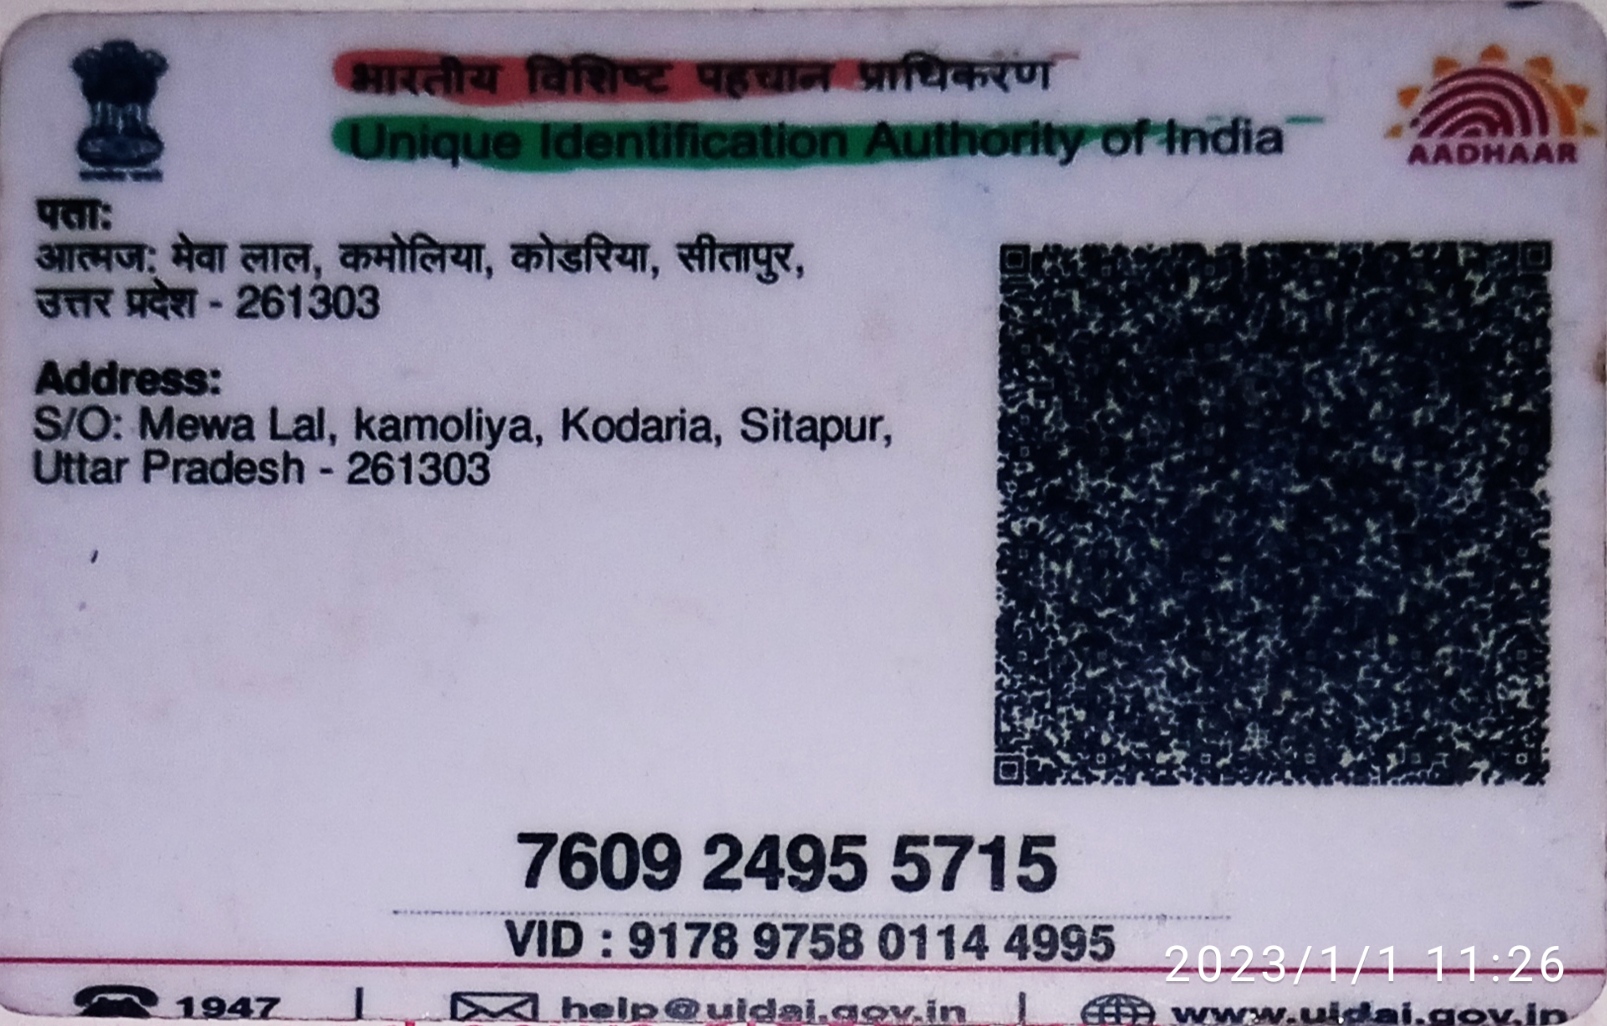 भारतीय विशिष्ट पहचान प्राधिकरण
Unique Identification Authority of India
AADHAAR
पता:
आत्मज: मेवा लाल, कमोलिया, कोडरिया, सीतापुर,
उत्तर प्रदेश - 261303
Address:
S/O: Mewa Lal, kamoliya, Kodaria, Sitapur,
Uttar Pradesh - 261303
7609 2495 5715
VID : 9178 9758 0114 4995
2023/1/1 11:26
1947 | help@uidai.gov.in | www.uidai.gov.in